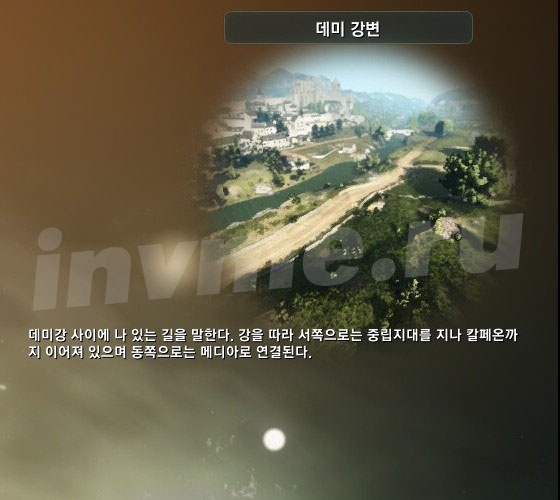 데미 강변
invme.ru
데미강 사이에 나 있는 길을 말한다. 강을 따라 서쪽으로는 중립지대를 지나 칼페온까
지 이어져 있으며 동쪽으로는 메디아로 연결된다.